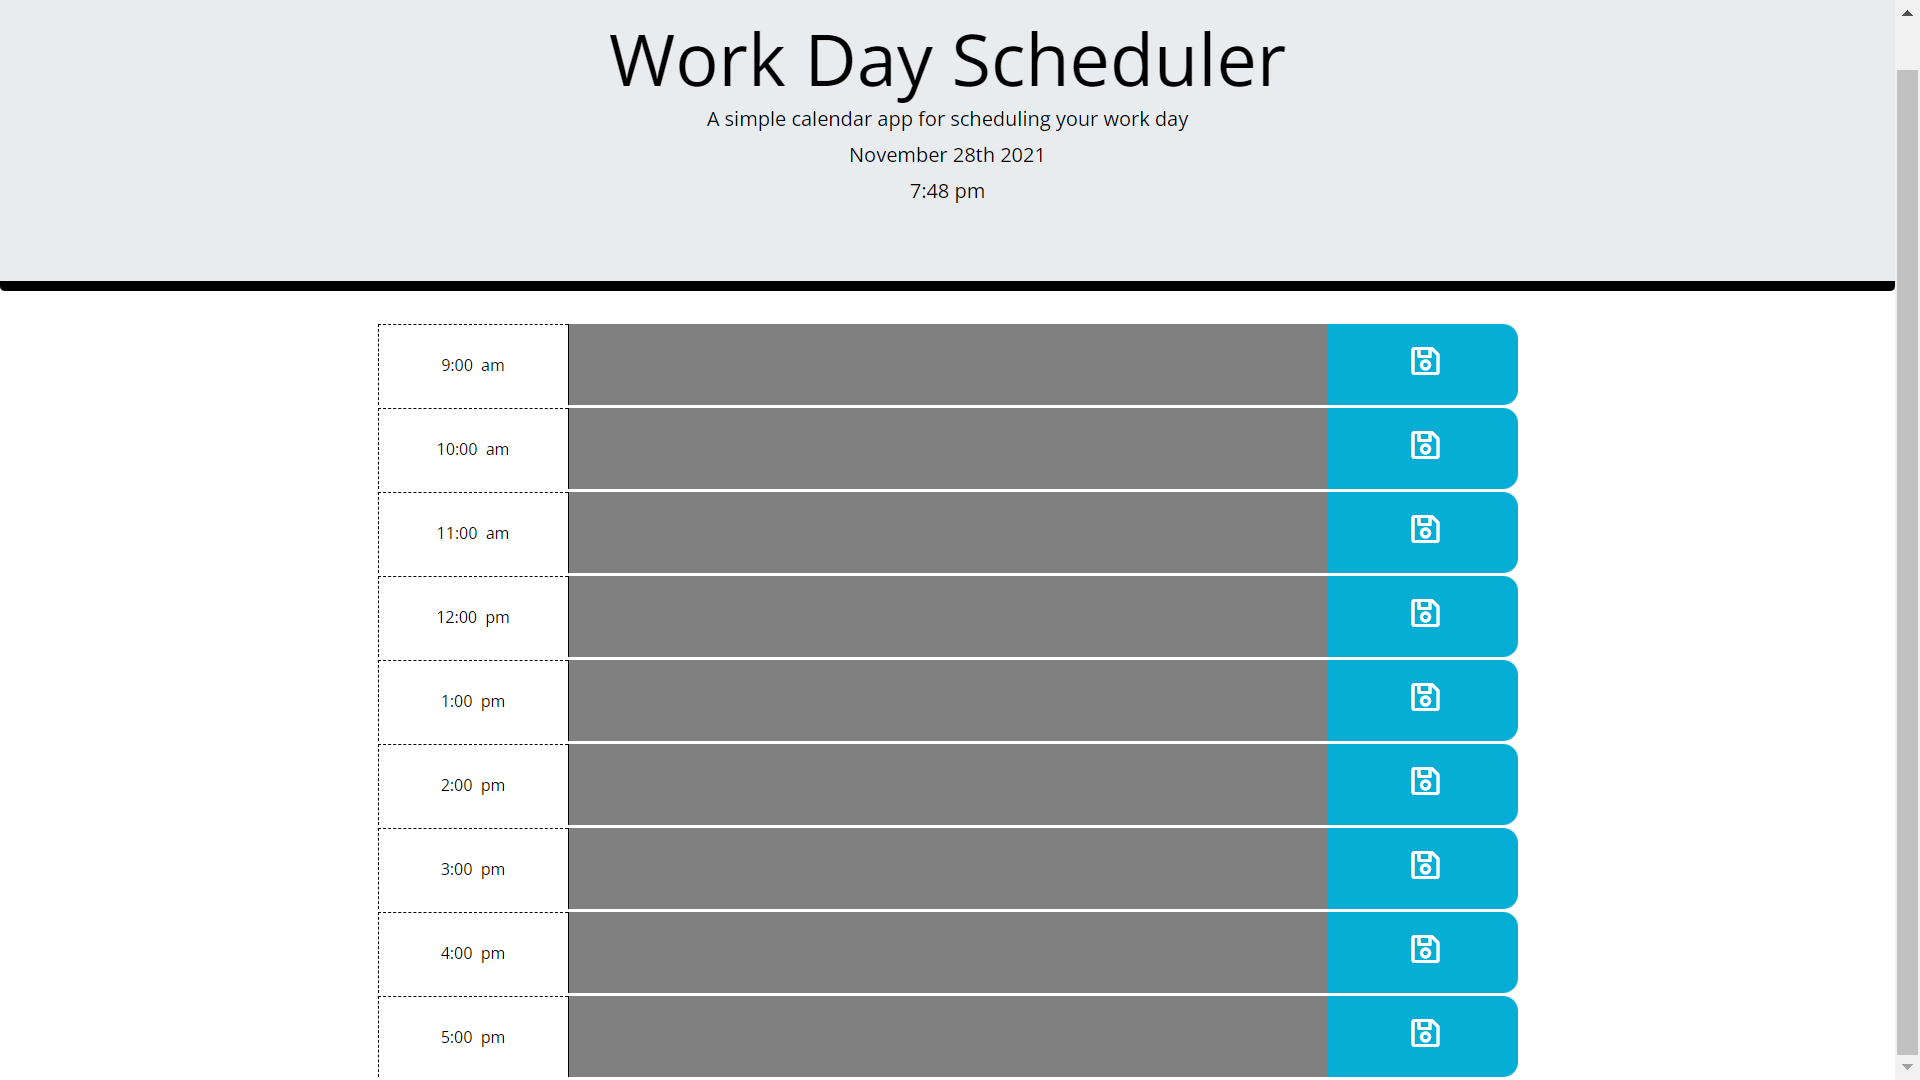 Work Day Scheduler
A simple calendar app for scheduling your work day
November 28th 2021
7:48 pm
9:00 am
10:00 am
11:00 am
12:00 pm
1:00 pm
2:00 pm
3:00 pm
4:00 pm
5:00 pm